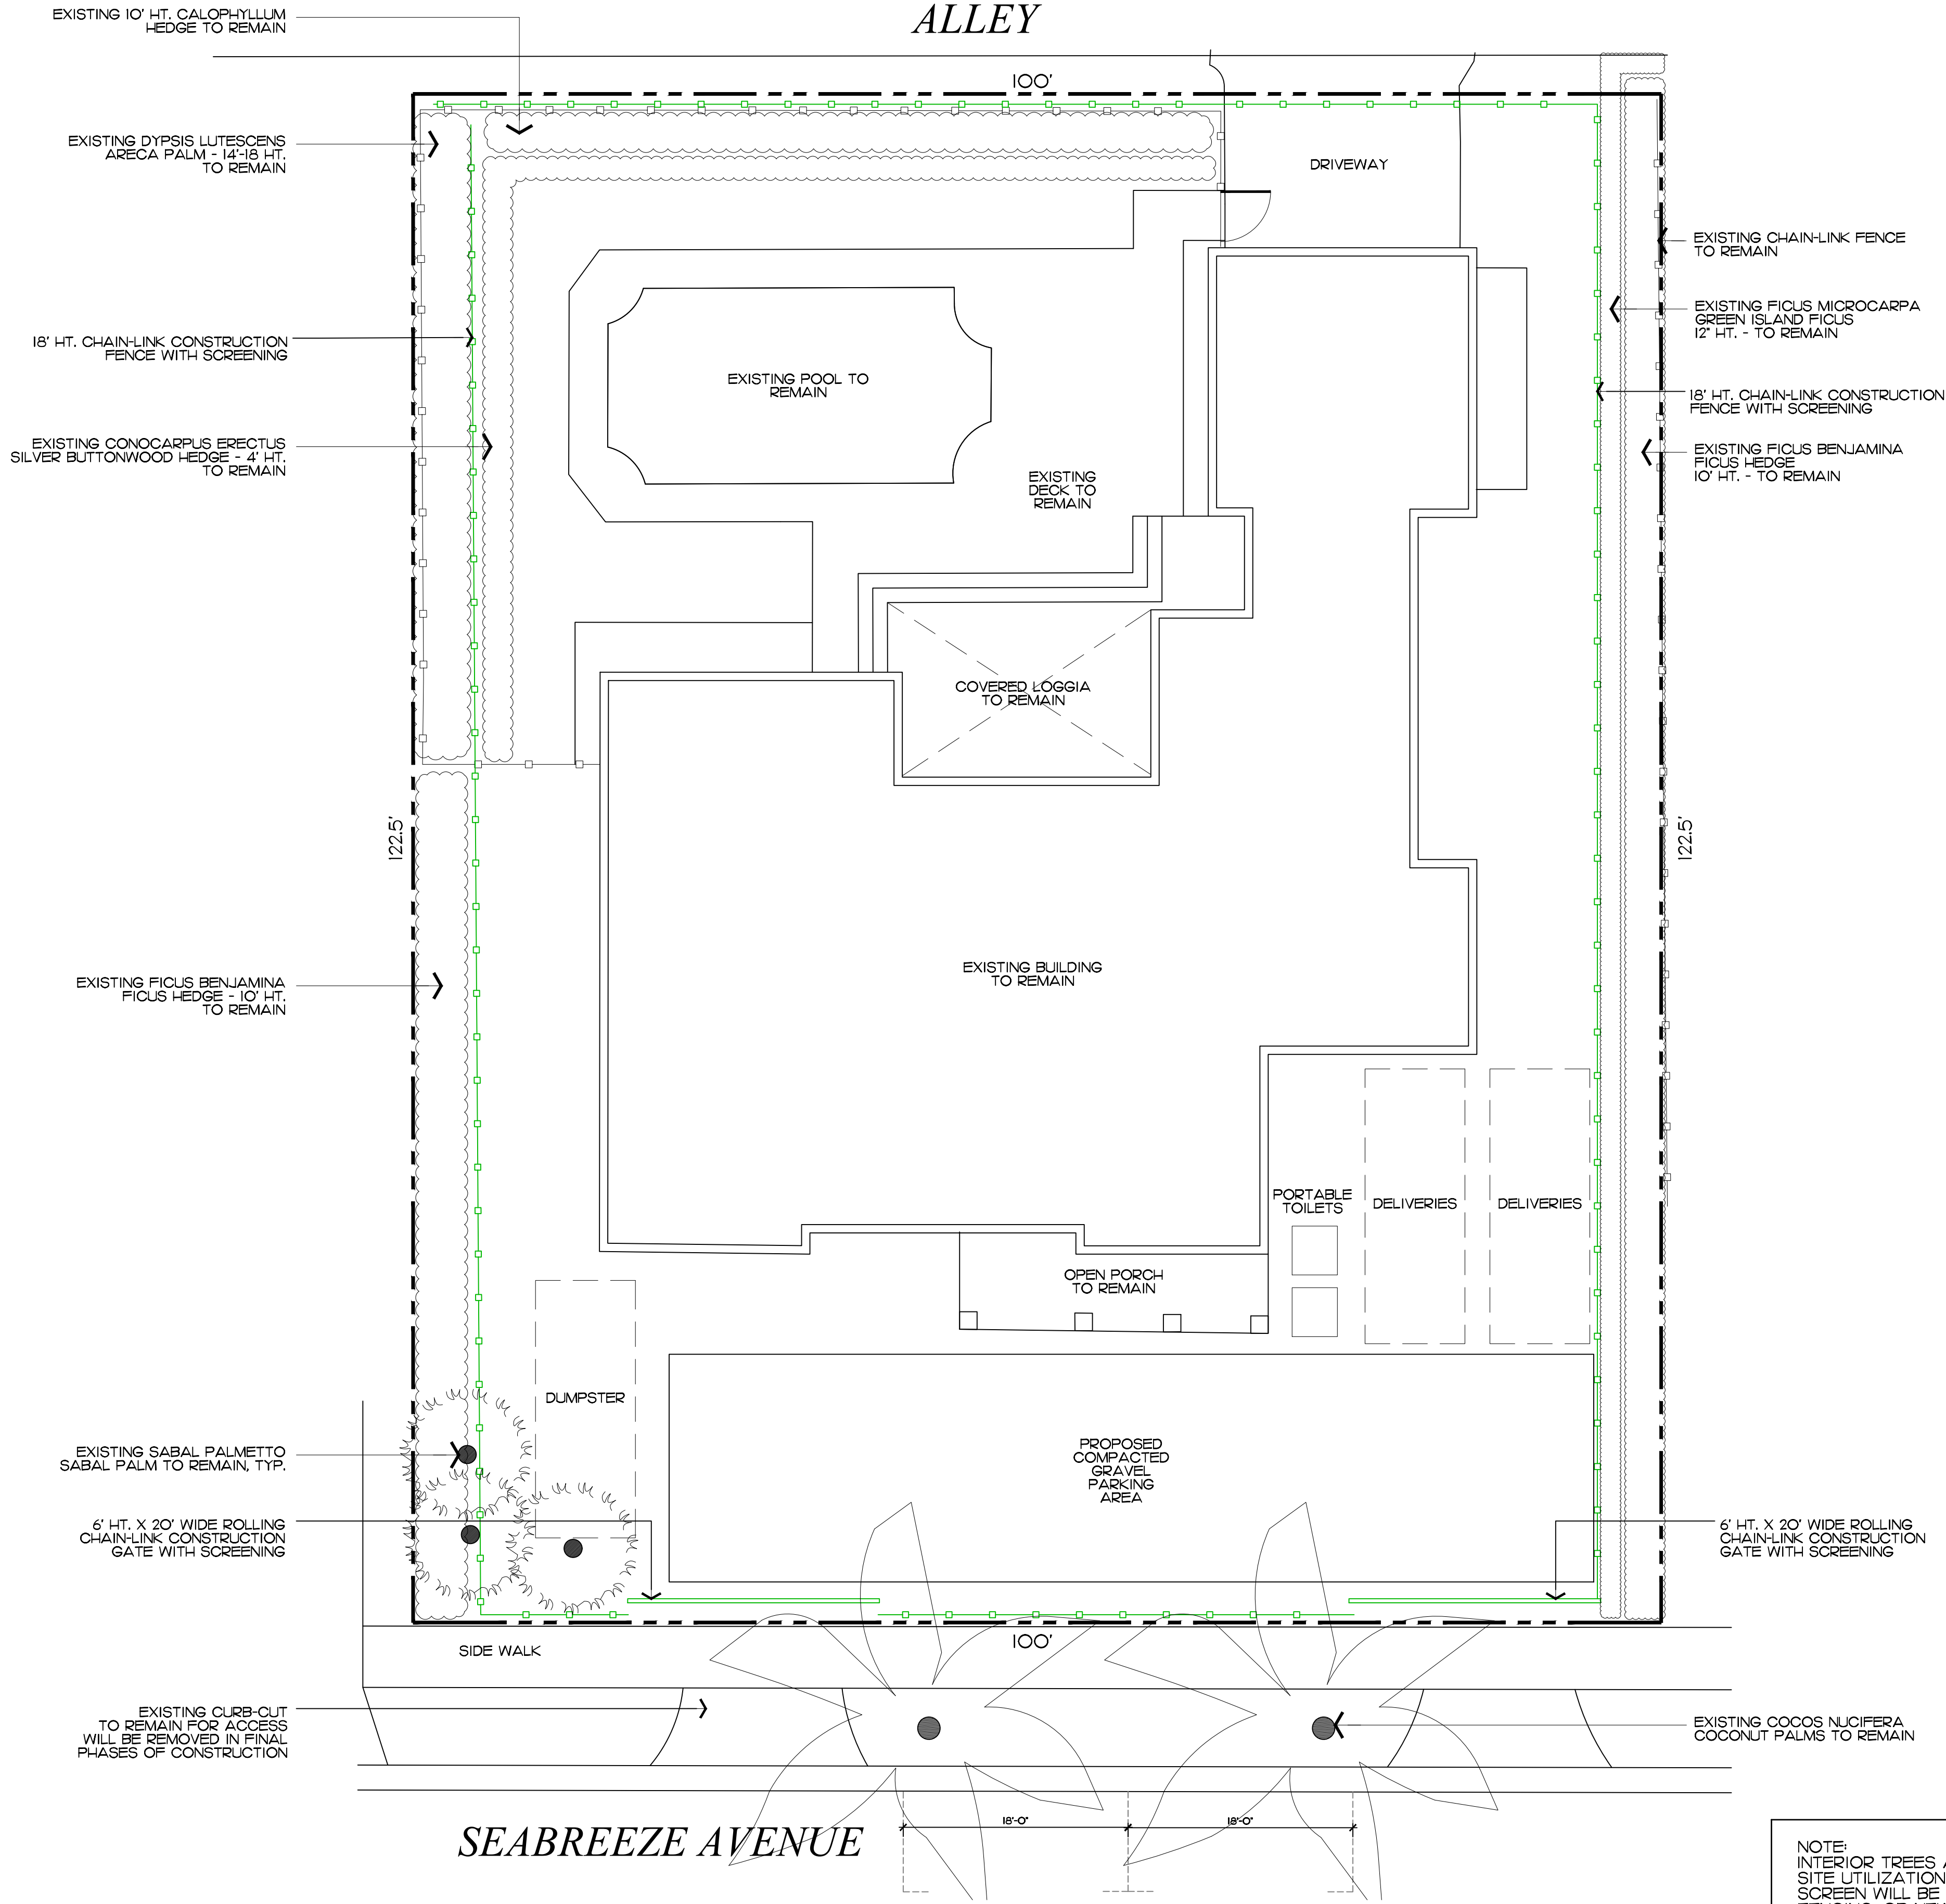 ALLEY
EXISTING 10' HT. CALOPHYLLUM
HEDGE TO REMAIN
100'
EXISTING DYPSIS LUTESCENS
ARECA PALM - 14'-18 HT.
TO REMAIN
DRIVEWAY
EXISTING CHAIN-LINK FENCE
TO REMAIN
EXISTING FICUS MICROCARPA
GREEN ISLAND FICUS
12" HT. - TO REMAIN
18' HT. CHAIN-LINK CONSTRUCTION
FENCE WITH SCREENING
EXISTING POOL TO
REMAIN
18' HT. CHAIN-LINK CONSTRUCTION
FENCE WITH SCREENING
EXISTING CONOCARPUS ERECTUS
SILVER BUTTONWOOD HEDGE - 4' HT.
TO REMAIN
EXISTING FICUS BENJAMINA
FICUS HEDGE
10' HT. - TO REMAIN
EXISTING
DECK TO
REMAIN
COVERED LOGGIA
TO REMAIN
122.5'
122.5'
EXISTING BUILDING
TO REMAIN
EXISTING FICUS BENJAMINA
FICUS HEDGE - 10' HT.
TO REMAIN
PORTABLE
TOILETS
DELIVERIES
DELIVERIES
OPEN PORCH
TO REMAIN
DUMPSTER
EXISTING SABAL PALMETTO
SABAL PALM TO REMAIN, TYP.
PROPOSED
COMPACTED
GRAVEL
PARKING
AREA
6' HT. X 20' WIDE ROLLING
CHAIN-LINK CONSTRUCTION
GATE WITH SCREENING
6' HT. X 20' WIDE ROLLING
CHAIN-LINK CONSTRUCTION
GATE WITH SCREENING
100'
SIDE WALK
EXISTING CURB-CUT
TO REMAIN FOR ACCESS
WILL BE REMOVED IN FINAL
PHASES OF CONSTRUCTION
EXISTING COCOS NUCIFERA
COCONUT PALMS TO REMAIN
18'-0"
18'-0"
SEABREEZE AVENUE
NOTE:
INTERIOR TREES
SITE UTILIZATION
SCREEN WILL BE